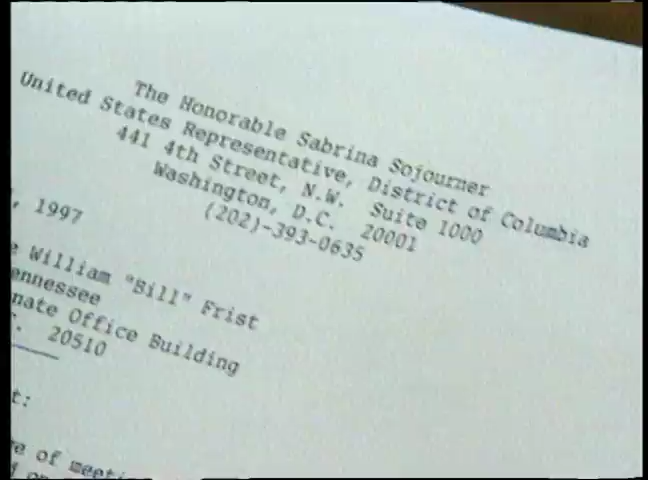 The Honorable Sabrina Sojourner
United States Representative, District of Columbia
441 4th Street, N.W. Suite 1000
Washington, D.C. 20001
(202)-393-0635
, 1997
e William "Bill" Frist
ennessee
nate Office Building
. 20510
t:
re of meeti